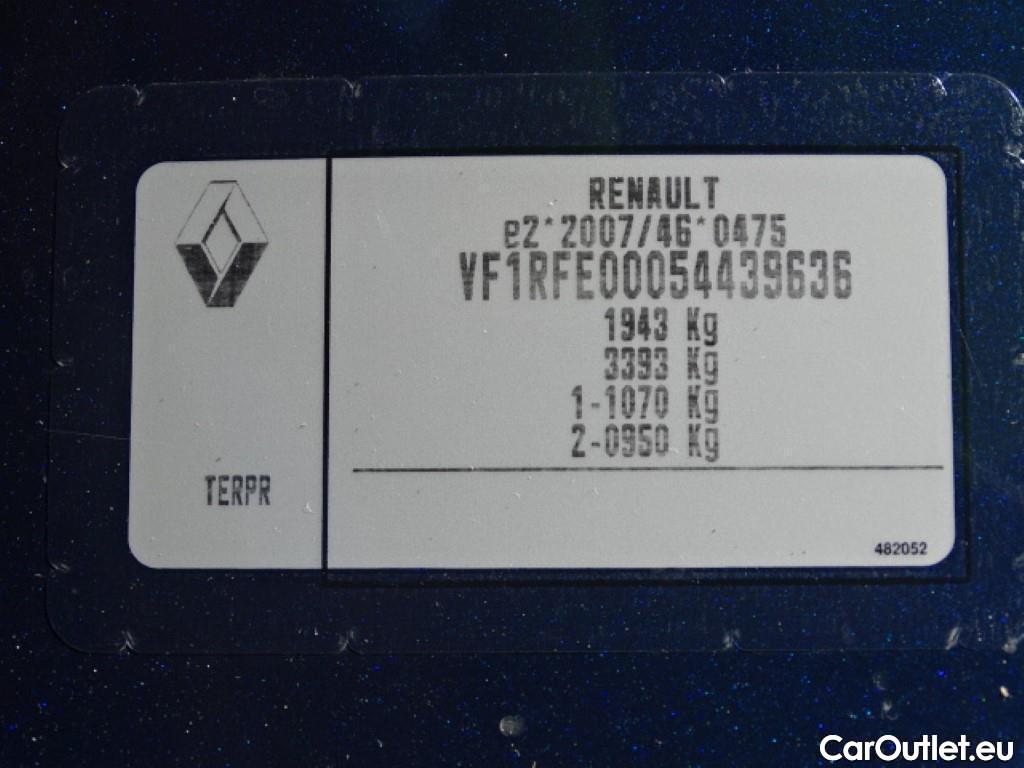 RENAULT
e2*2007/46*0475
VF1RFE00054439636
1943 Kg
3393 Kg
1-1070 Kg
2-0950 Kg
TERPR
482052
CarOutlet.eu